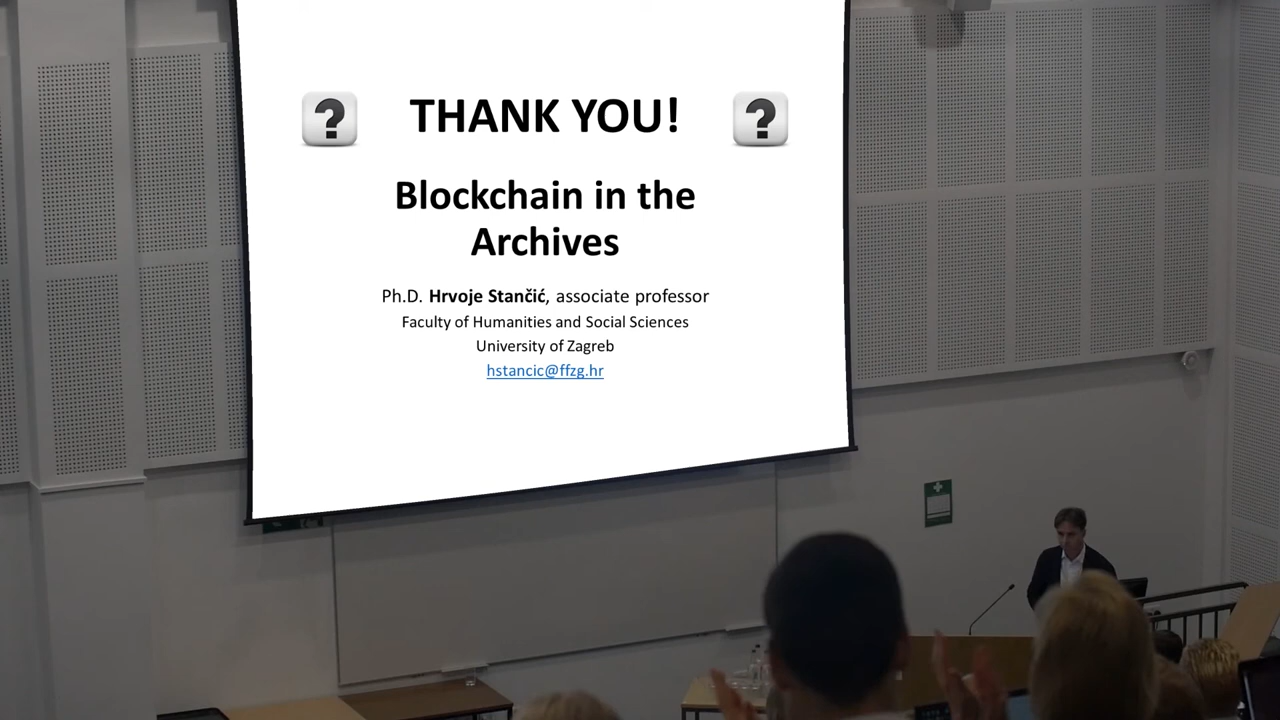 ? THANK YOU! ?
Blockchain in the
Archives
Ph.D. Hrvoje Stančić, associate professor
Faculty of Humanities and Social Sciences
University of Zagreb
hstancic@ffzg.hr